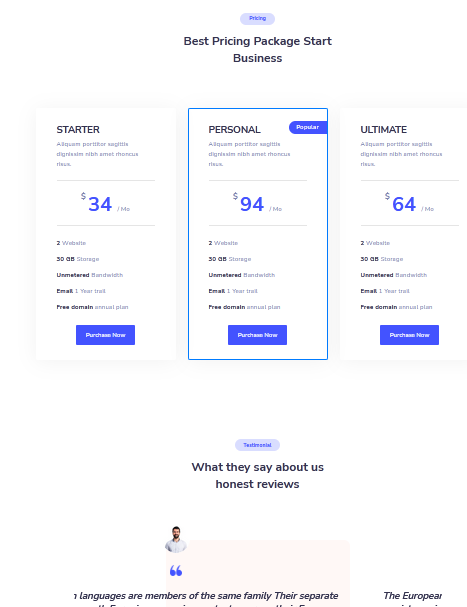 Pricing
Best Pricing Package Start
Business
STARTER
Aliquam porttitor sagittis
dignissim nibh amet rhoncus
risus.
$ 34 / Mo
2 Website
30 GB Storage
Unmetered Bandwidth
Email 1 Year trail
Free domain annual plan
Purchase Now
PERSONAL
Popular
Aliquam porttitor sagittis
dignissim nibh amet rhoncus
risus.
$ 94 / Mo
2 Website
30 GB Storage
Unmetered Bandwidth
Email 1 Year trail
Free domain annual plan
Purchase Now
ULTIMATE
Aliquam porttitor sagittis
dignissim nibh amet rhoncus
risus.
$ 64 / Mo
2 Website
30 GB Storage
Unmetered Bandwidth
Email 1 Year trail
Free domain annual plan
Purchase Now
Testimonial
What they say about us
honest reviews
languages are members of the same family Their separate
The European